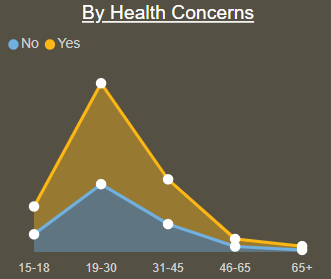 By Health Concerns
No Yes
15-18 19-30 31-45 46-65 65+